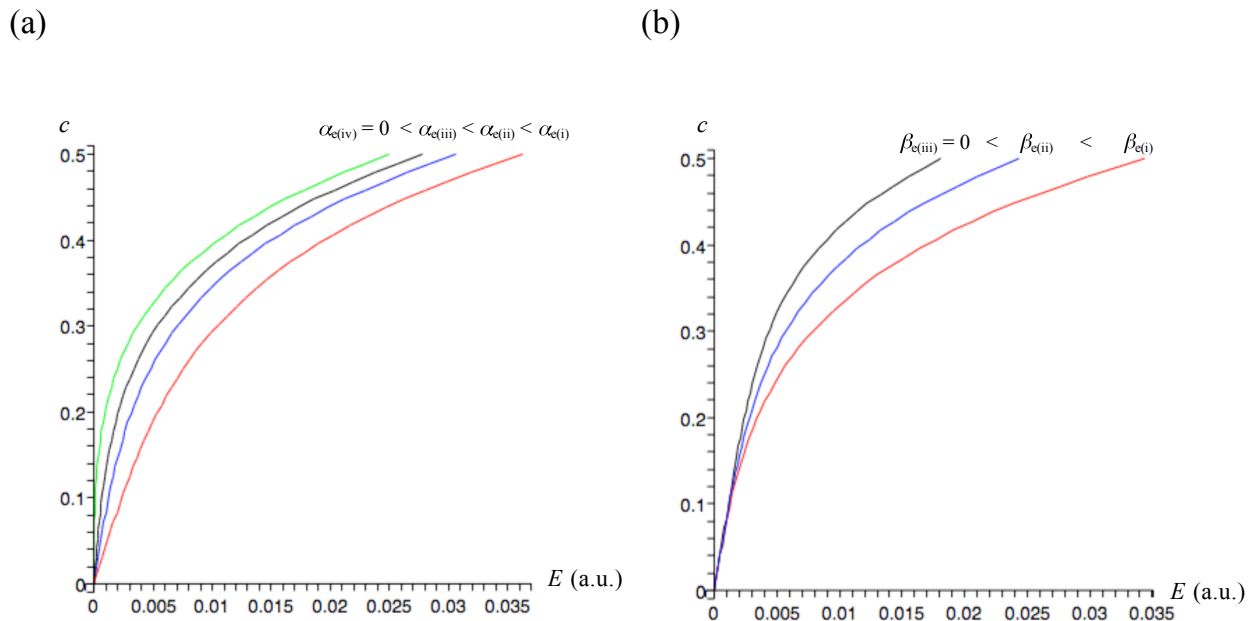 (a)
(b)
c
α_e(iv) = 0 < α_e(iii) < α_e(ii) < α_e(i)
0.5
0.4
0.3
0.2
0.1
0
0 0.005 0.01 0.015 0.02 0.025 0.03 0.035 E (a.u.)
c
β_e(iii) = 0 < β_e(ii) < β_e(i)
0.5
0.4
0.3
0.2
0.1
0
0 0.005 0.01 0.015 0.02 0.025 0.03 0.035 E (a.u.)